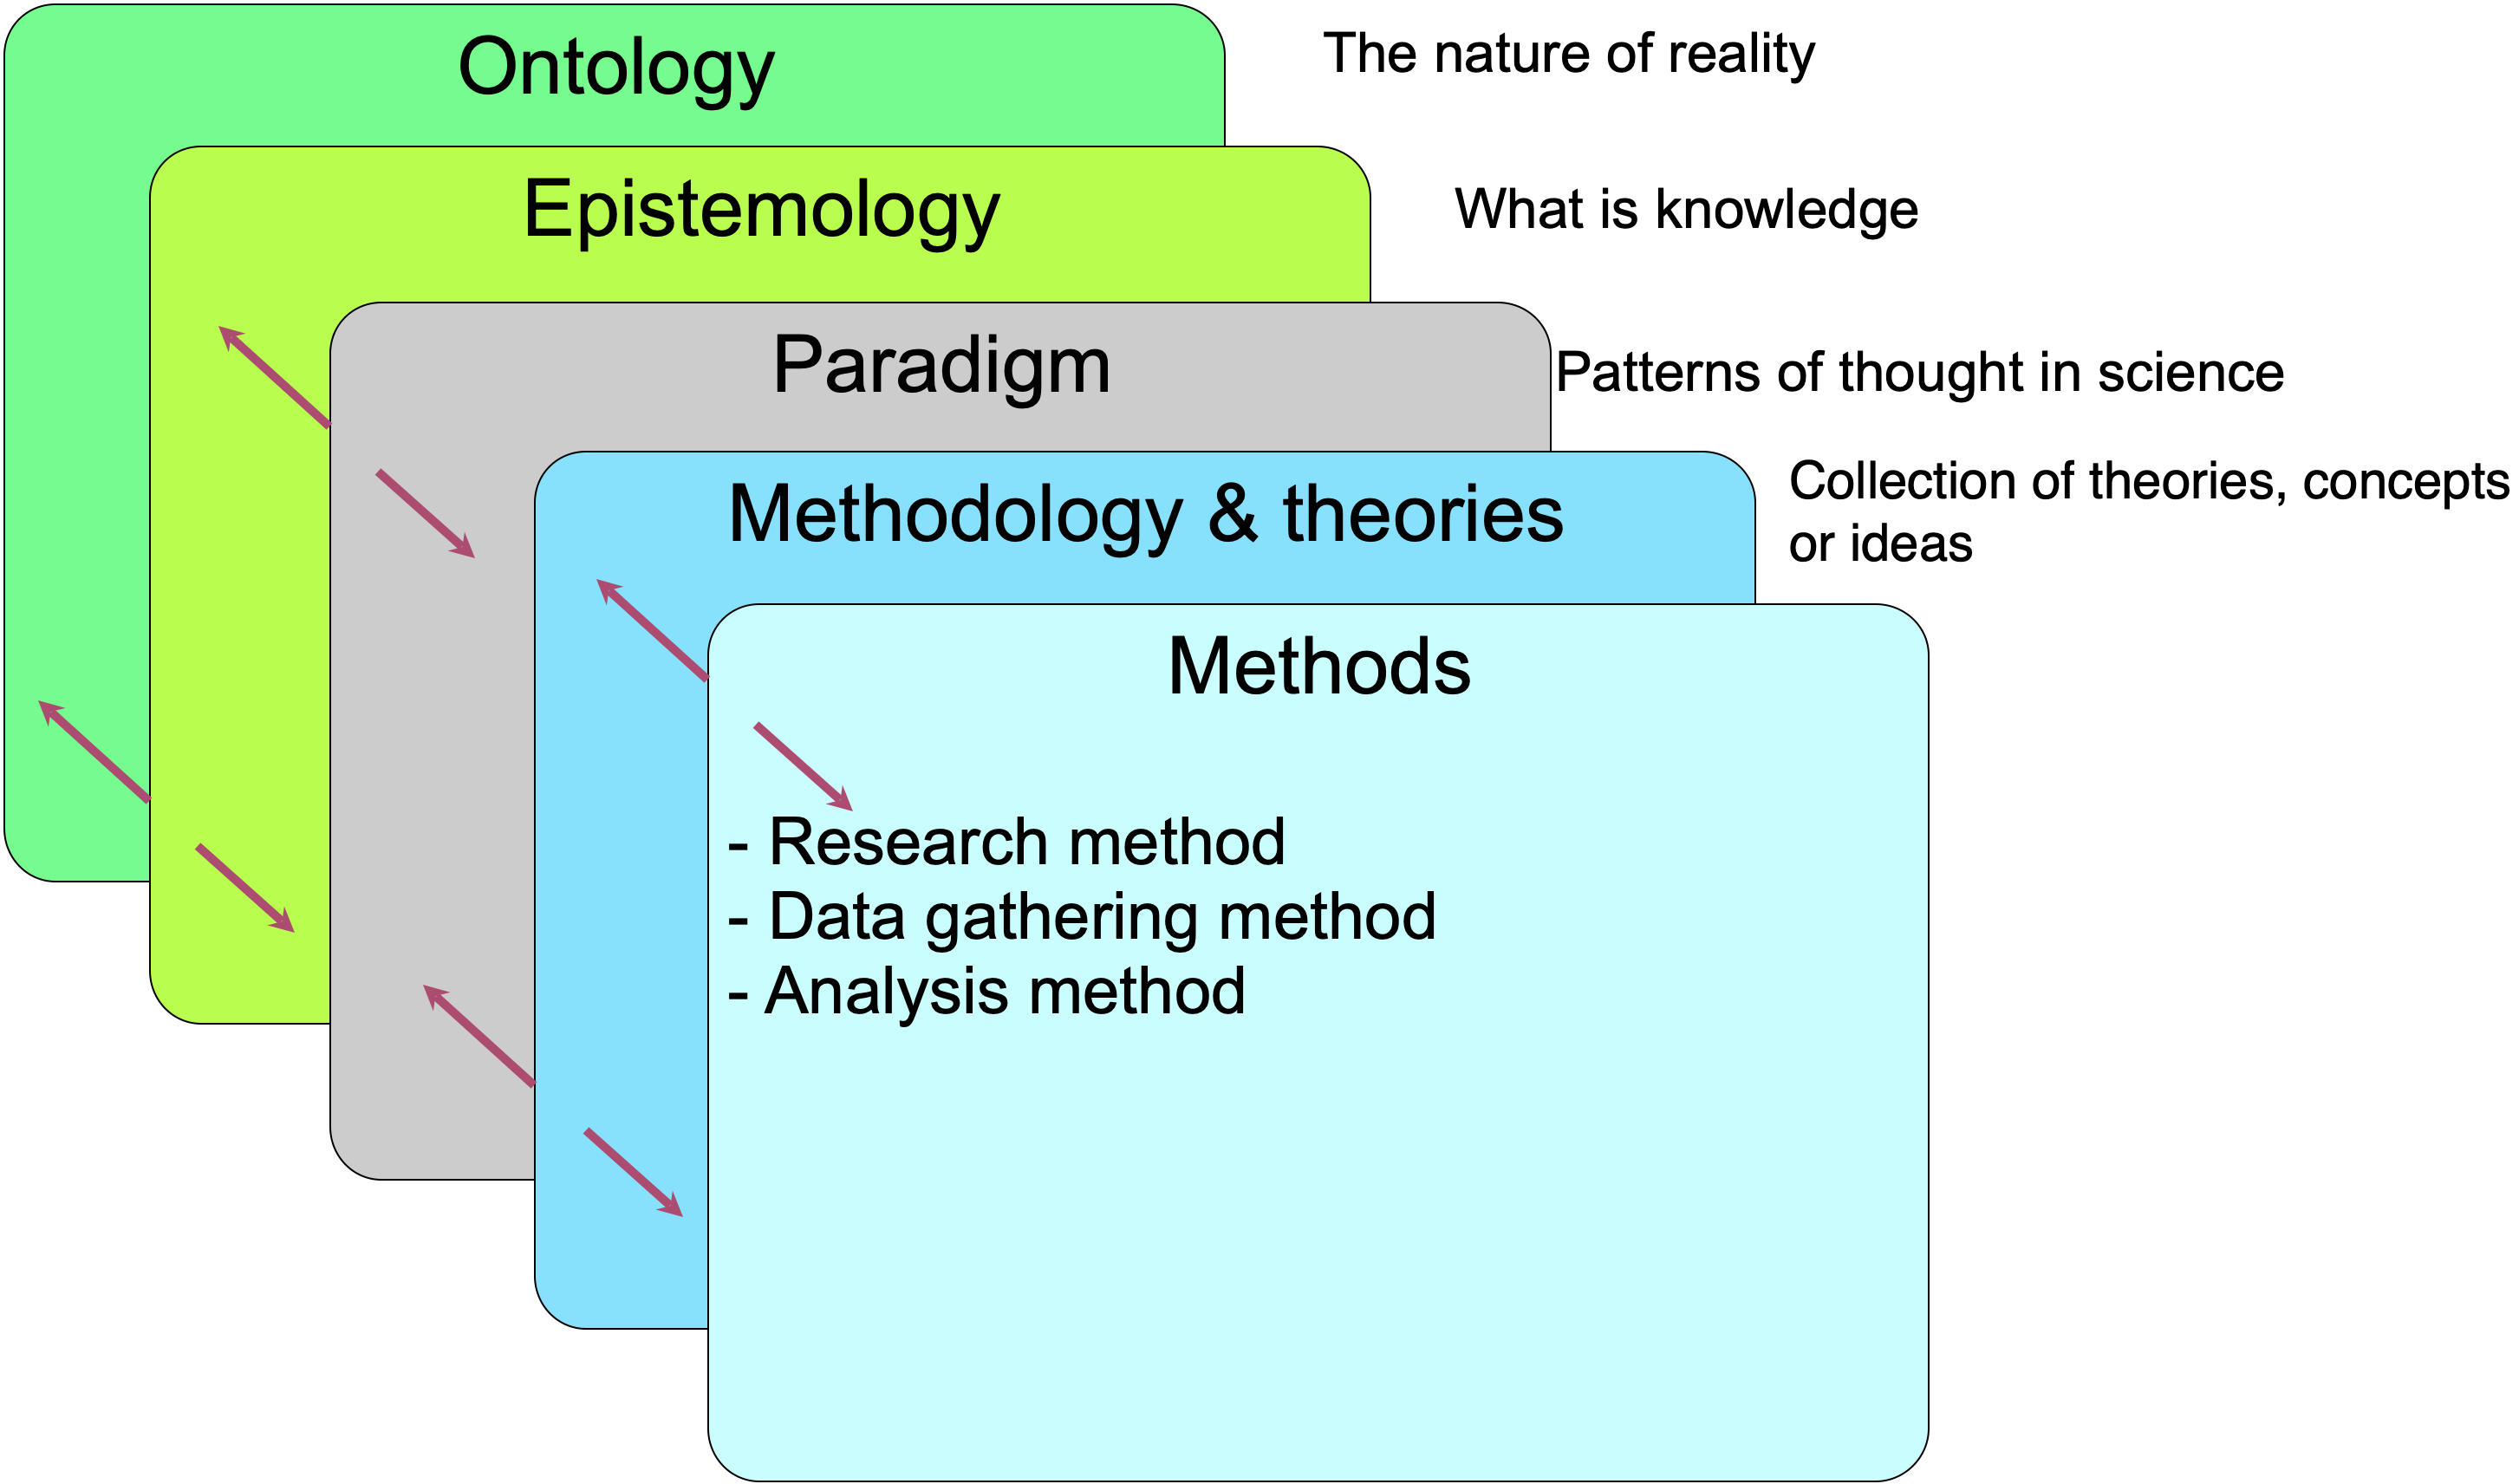 Ontology
The nature of reality
Epistemology
What is knowledge
Paradigm
Patterns of thought in science
Methodology & theories
Collection of theories, concepts
or ideas
Methods
- Research method
- Data gathering method
- Analysis method